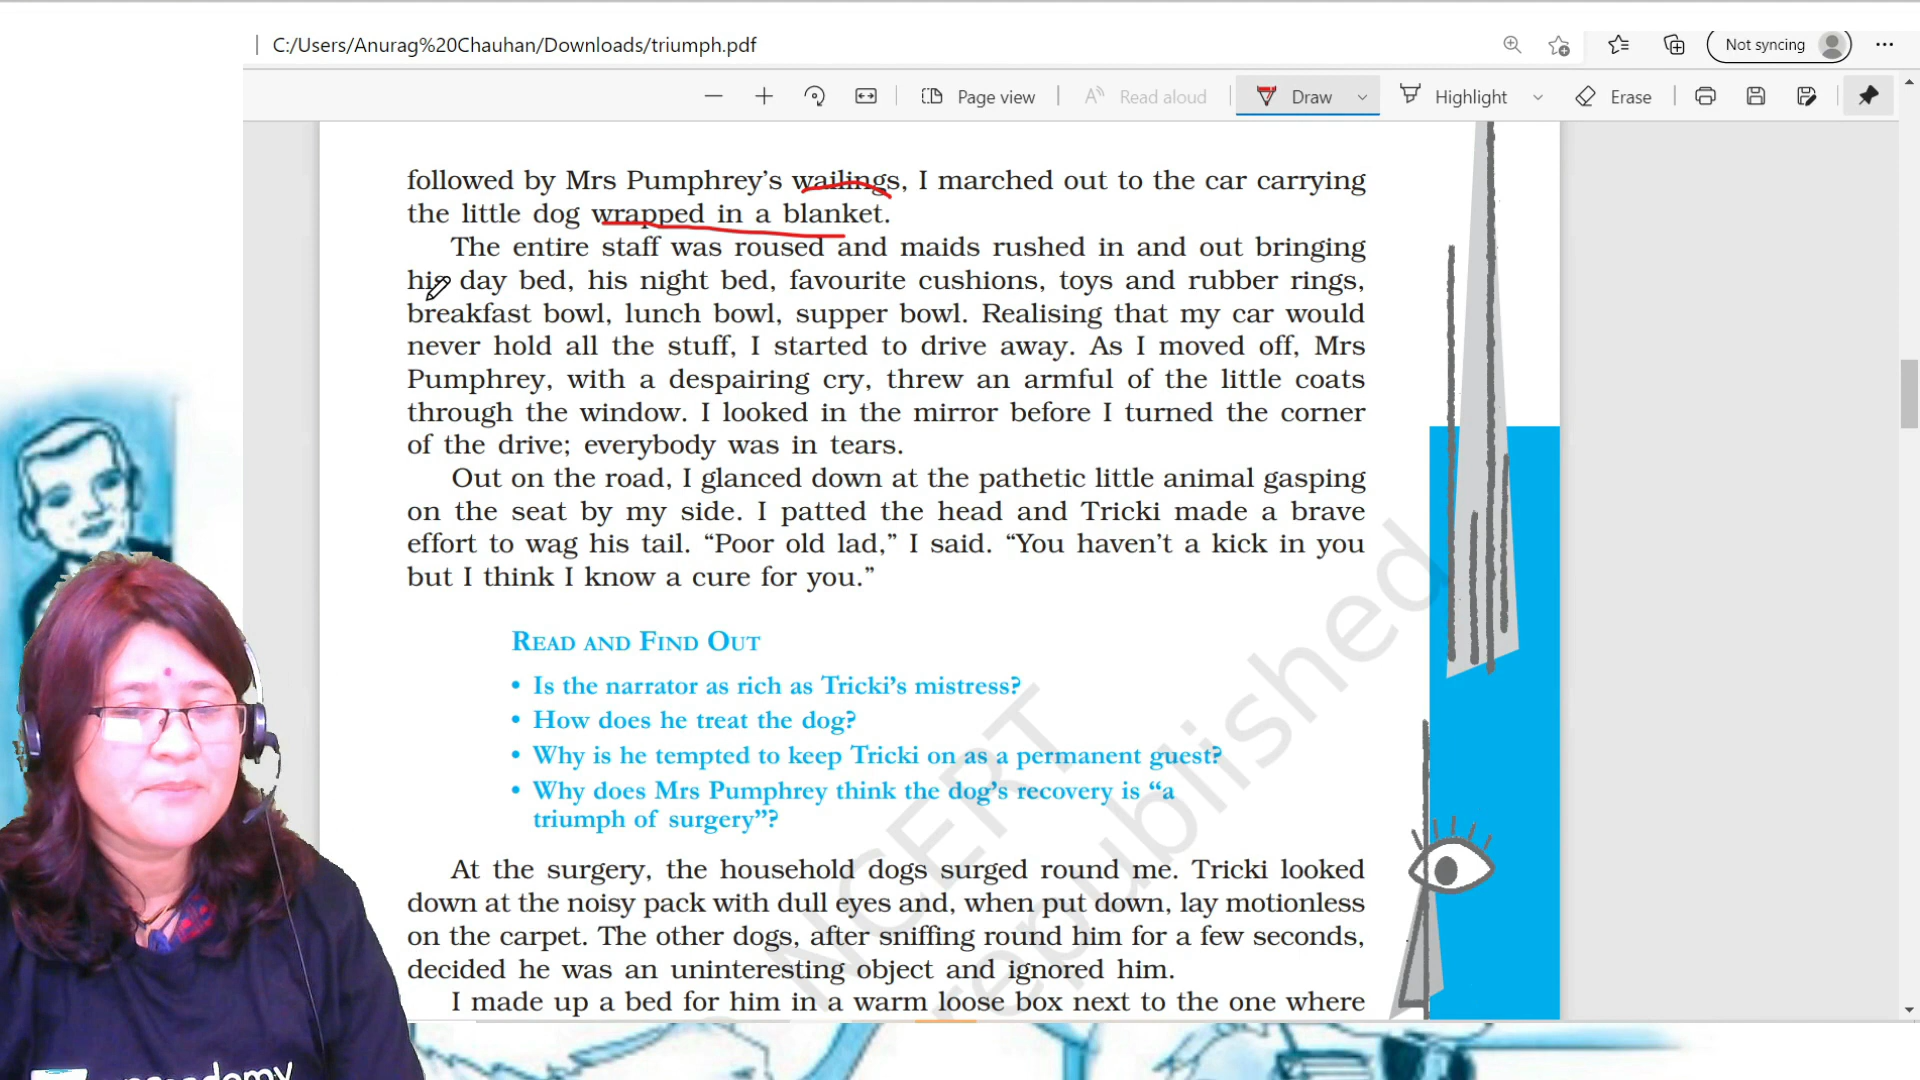 C:/Users/Anurag%20Chauhan/Downloads/triumph.pdf
Not syncing
Page view
Read aloud
Draw
Highlight
Erase
followed by Mrs Pumphrey's wailings, I marched out to the car carrying
the little dog wrapped in a blanket.
The entire staff was roused and maids rushed in and out bringing
his day bed, his night bed, favourite cushions, toys and rubber rings,
breakfast bowl, lunch bowl, supper bowl. Realising that my car would
never hold all the stuff, I started to drive away. As I moved off, Mrs
Pumphrey, with a despairing cry, threw an armful of the little coats
through the window. I looked in the mirror before I turned the corner
of the drive; everybody was in tears.
Out on the road, I glanced down at the pathetic little animal gasping
on the seat by my side. I patted the head and Tricki made a brave
effort to wag his tail. “Poor old lad,” I said. “You haven't a kick in you
but I think I know a cure for you.”
READ AND FIND OUT
• Is the narrator as rich as Tricki's mistress?
• How does he treat the dog?
• Why is he tempted to keep Tricki on as a permanent guest?
• Why does Mrs Pumphrey think the dog's recovery is “a
triumph of surgery”?
At the surgery, the household dogs surged round me. Tricki looked
down at the noisy pack with dull eyes and, when put down, lay motionless
on the carpet. The other dogs, after sniffing round him for a few seconds,
decided he was an uninteresting object and ignored him.
I made up a bed for him in a warm loose box next to the one where
NCERT
republished